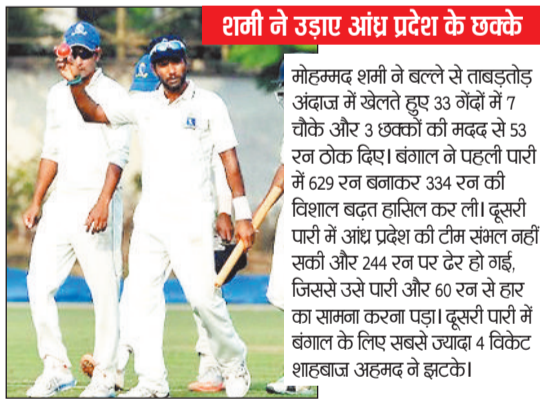 शमी ने उड़ाए आंध्र प्रदेश के छक्के
मोहम्मद शमी ने बल्ले से ताबड़तोड़
अंदाज में खेलते हुए 33 गेंदों में 7
चौके और 3 छक्कों की मदद से 53
रन ठोक दिए। बंगाल ने पहली पारी
में 629 रन बनाकर 334 रन की
विशाल बढ़त हासिल कर ली। दूसरी
पारी में आंध्र प्रदेश की टीम संभल नहीं
सकी और 244 रन पर ढेर हो गई,
जिससे उसे पारी और 60 रन से हार
का सामना करना पड़ा। दूसरी पारी में
बंगाल के लिए सबसे ज्यादा 4 विकेट
शाहबाज अहमद ने झटके।